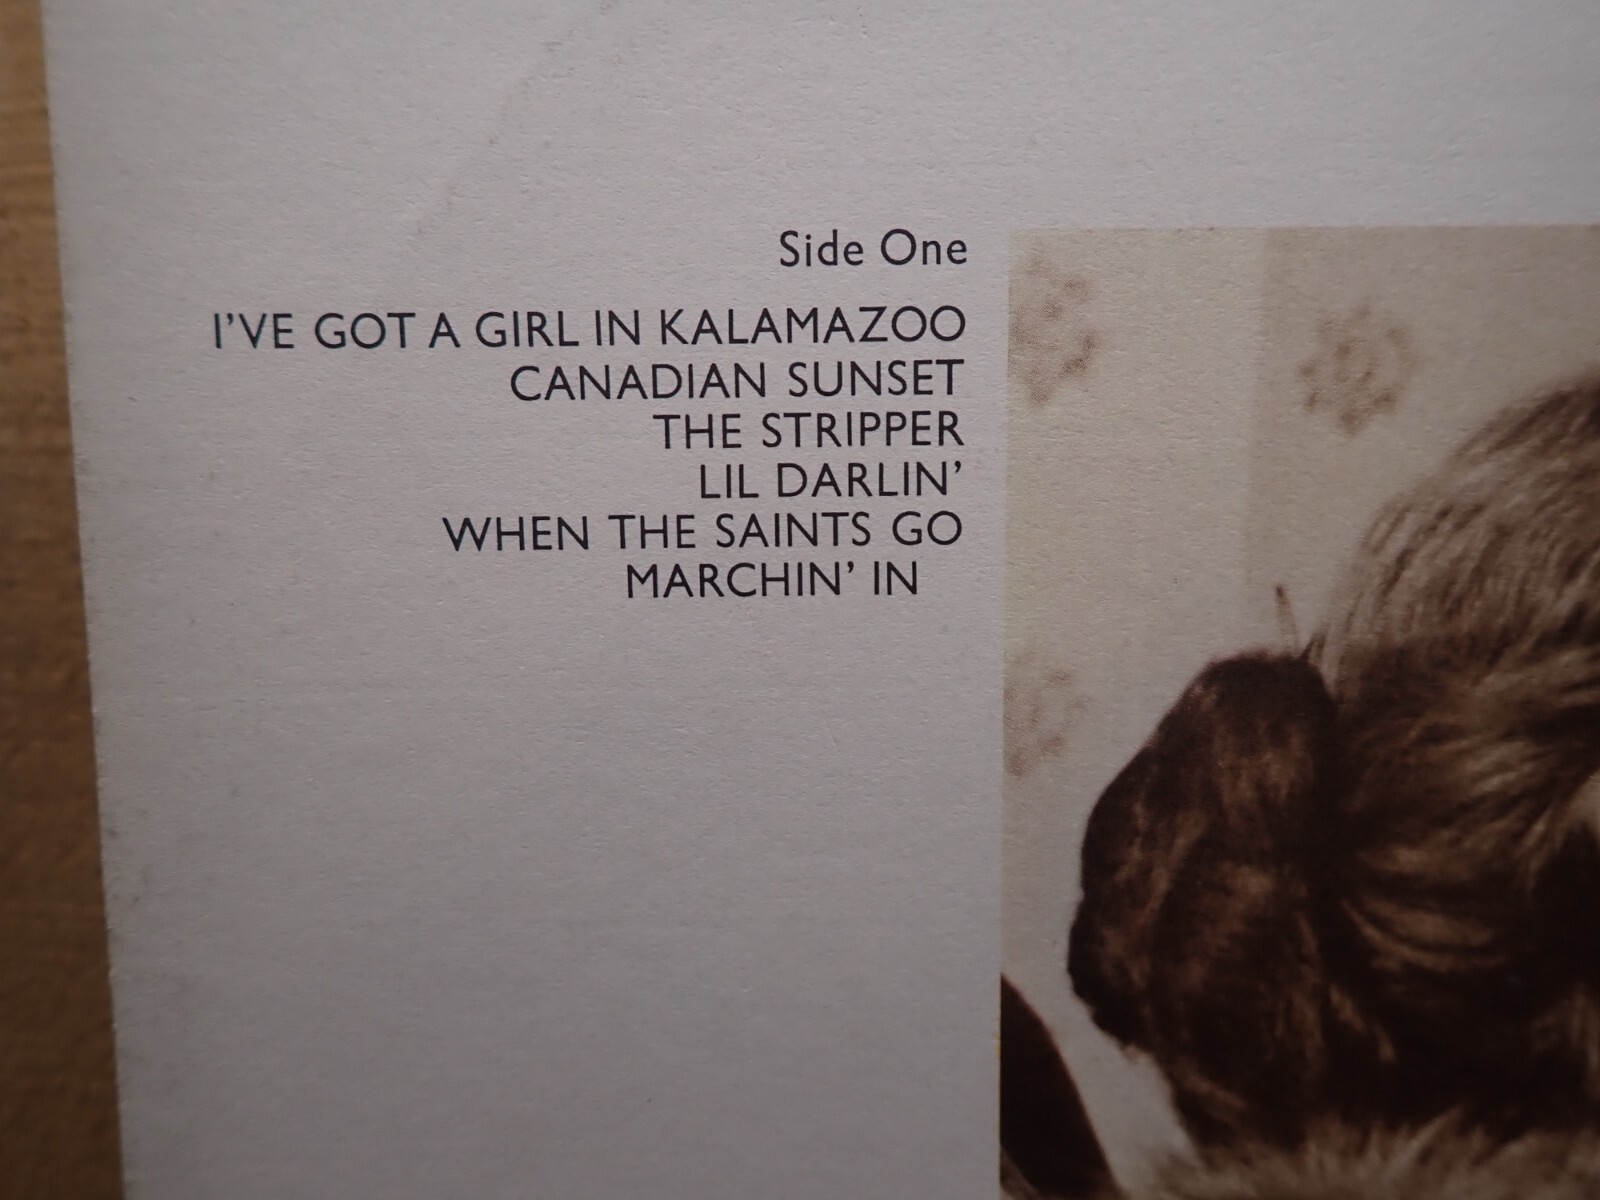 Side One
I'VE GOT A GIRL IN KALAMAZOO
CANADIAN SUNSET
THE STRIPPER
LIL DARLIN'
WHEN THE SAINTS GO
MARCHIN' IN